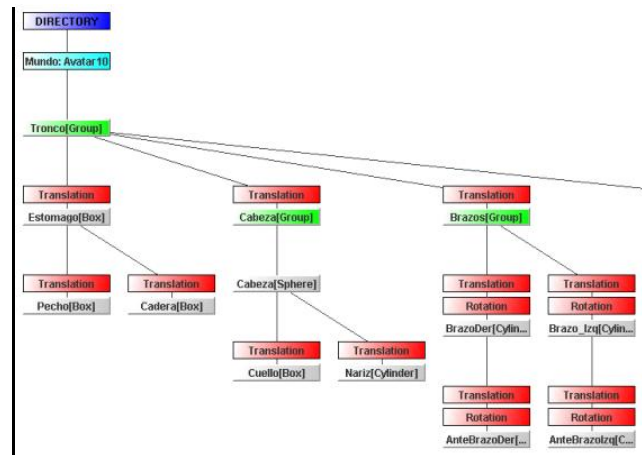 DIRECTORY
Mundo: Avatar10
Tronco[Group]
Translation Translation Translation
Estomago[Box] Cabeza[Group] Brazos[Group]
Translation Translation Cabeza[Sphere] Translation Translation
Rotation Rotation
Pecho[Box] Cadera[Box] BrazoDer[Cylin... Brazo_Izq[Cylin...
Translation Translation
Cuello[Box] Nariz[Cylinder]
Translation Translation
Rotation Rotation
AnteBrazoDer[... AnteBrazoIzq[C...